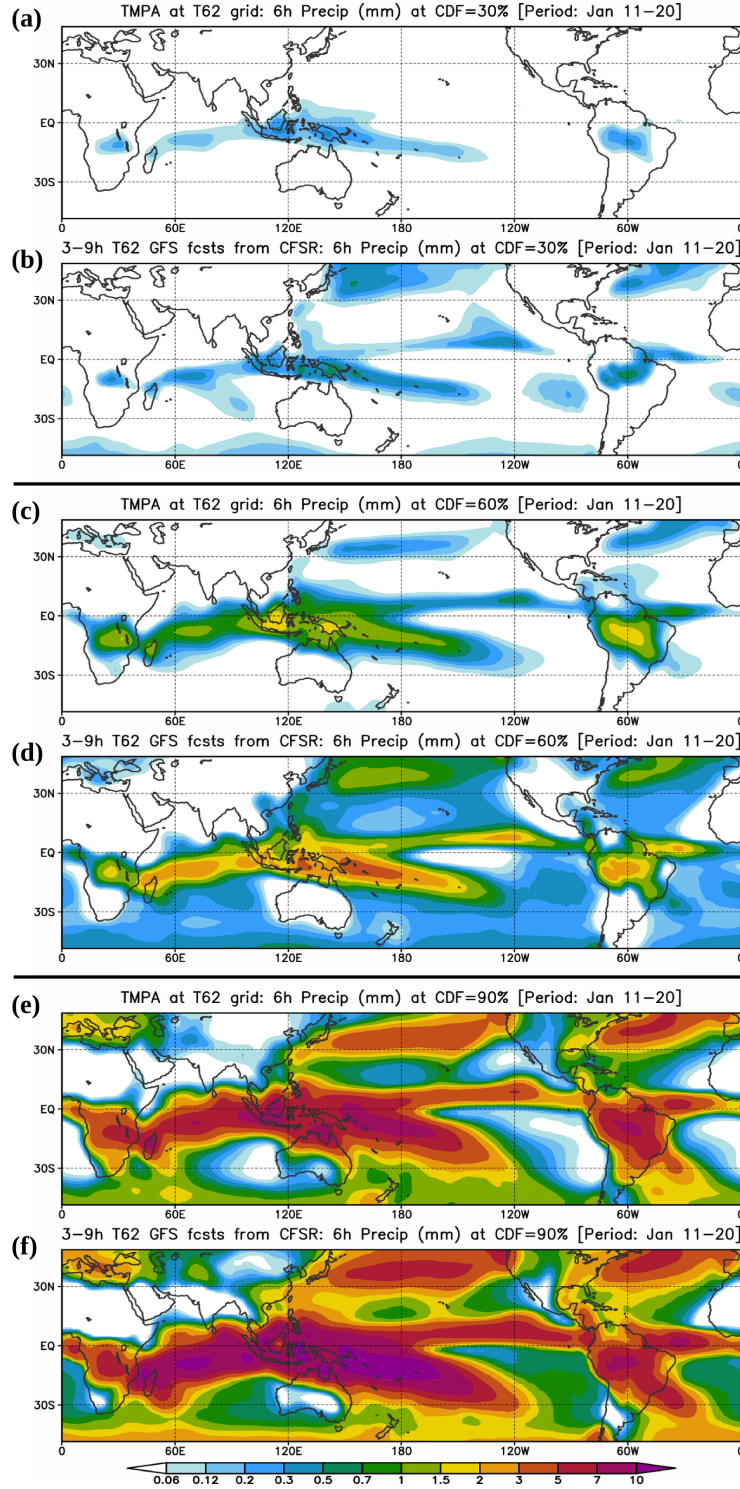 (a)
TMPA at T62 grid: 6h Precip (mm) at CDF=30% [Period: Jan 11−20]
30N
EQ
30S
0 60E 120E 180 120W 60W 0
(b)
3−9h T62 GFS fcsts from CFSR: 6h Precip (mm) at CDF=30% [Period: Jan 11−20]
30N
EQ
30S
0 60E 120E 180 120W 60W 0
(c)
TMPA at T62 grid: 6h Precip (mm) at CDF=60% [Period: Jan 11−20]
30N
EQ
30S
0 60E 120E 180 120W 60W 0
(d)
3−9h T62 GFS fcsts from CFSR: 6h Precip (mm) at CDF=60% [Period: Jan 11−20]
30N
EQ
30S
0 60E 120E 180 120W 60W 0
(e)
TMPA at T62 grid: 6h Precip (mm) at CDF=90% [Period: Jan 11−20]
30N
EQ
30S
0 60E 120E 180 120W 60W 0
(f)
3−9h T62 GFS fcsts from CFSR: 6h Precip (mm) at CDF=90% [Period: Jan 11−20]
30N
EQ
30S
0 60E 120E 180 120W 60W 0
0.06 0.12 0.2 0.3 0.5 0.7 1 1.5 2 3 5 7 10